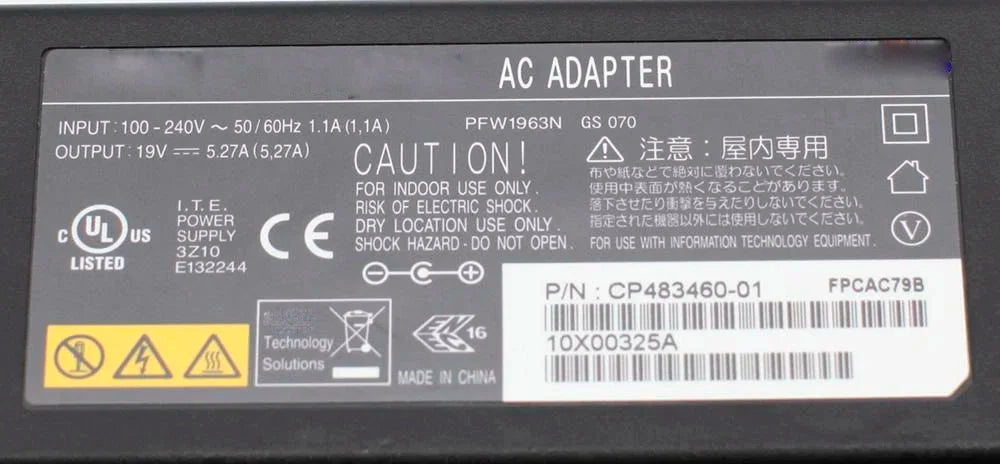 AC ADAPTER
INPUT: 100-240V ～ 50/60Hz 1.1A (1,1A)
OUTPUT: 19V ⎓ 5.27A (5,27A)
PFW1963N GS 070
CAUTION!
FOR INDOOR USE ONLY.
RISK OF ELECTRIC SHOCK.
DRY LOCATION USE ONLY.
SHOCK HAZARD-DO NOT OPEN.
⚠ 注意：屋内専用
布や紙などで絶対に覆わないでください。
使用中表面が熱くなることがあります。
落下させたり衝撃を与えたりしないでください。
指定された機器以外には使用しないでください。
FOR USE WITH INFORMATION TECHNOLOGY EQUIPMENT.
V
C UL US
LISTED
I.T.E.
POWER
SUPPLY
3Z10
E132244
CE
Technology
Solutions
16
MADE IN CHINA
P/N : CP483460-01
FPCAC79B
10X00325A